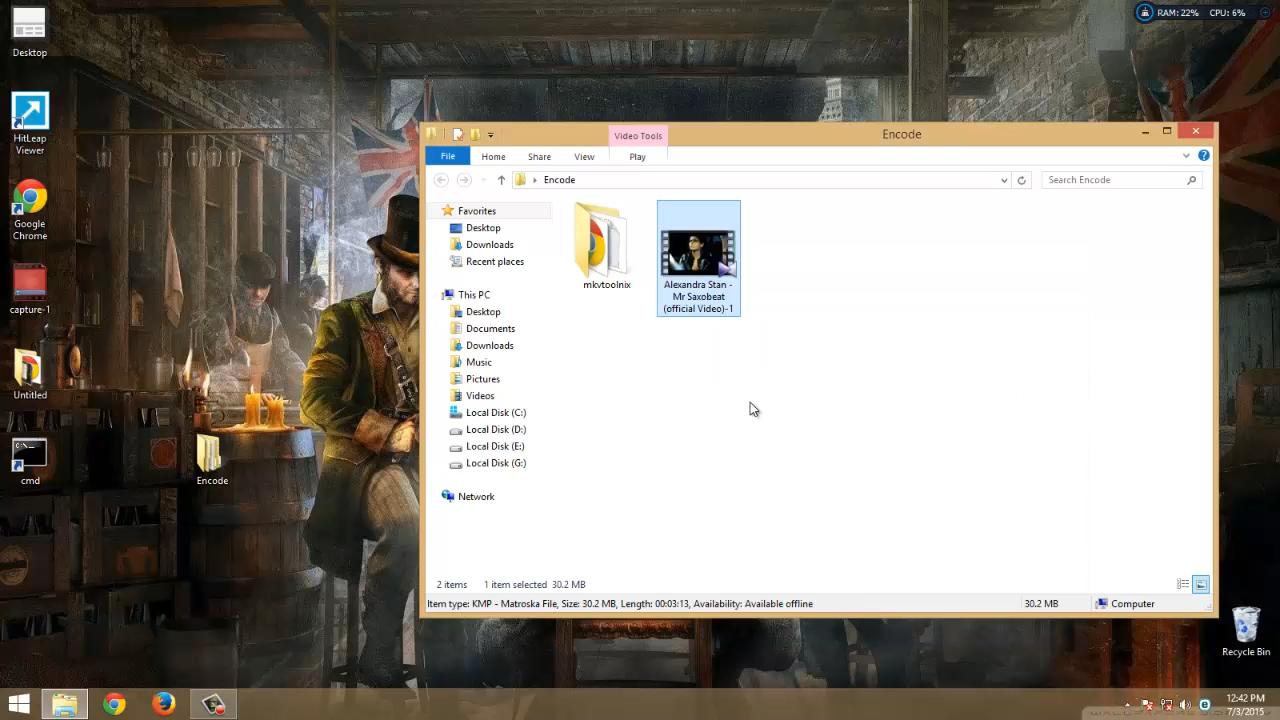 Desktop
HitLeap
Viewer
Google
Chrome
capture-1
Untitled
cmd
Encode
RAM: 22% CPU: 6%
Video Tools
Encode
File Home Share View Play
Encode
Search Encode
Favorites
Desktop
Downloads
Recent places
This PC
Desktop
Documents
Downloads
Music
Pictures
Videos
Local Disk (C:)
Local Disk (D:)
Local Disk (E:)
Local Disk (G:)
Network
mkvtoolnix
Alexandra Stan -
Mr Saxobeat
(official Video)-1
2 items 1 item selected 30.2 MB
Item type: KMP - Matroska File, Size: 30.2 MB, Length: 00:03:13, Availability: Available offline
30.2 MB
Computer
Recycle Bin
12:42 PM
7/3/2015